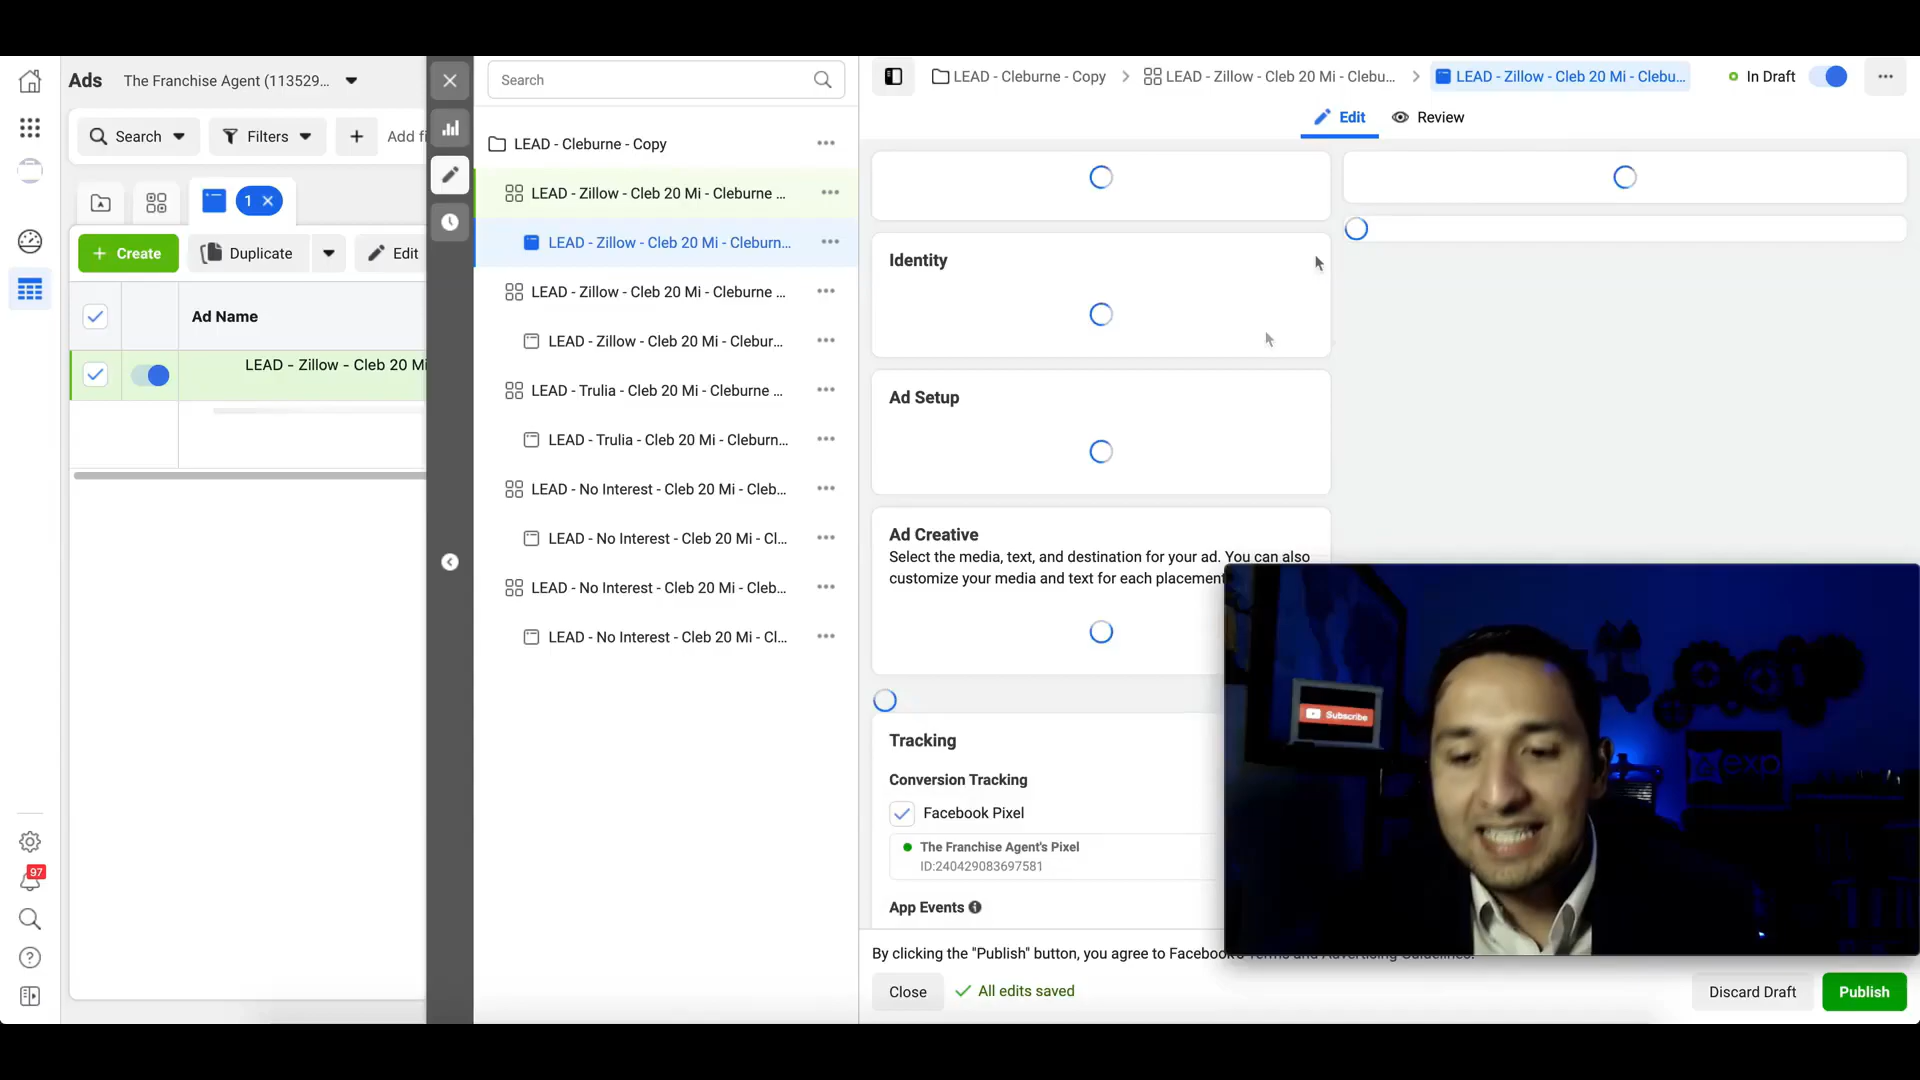 Ads
The Franchise Agent (113529...
Search
Filters
Add fi
1
Create
Duplicate
Edit
Ad Name
LEAD - Zillow - Cleb 20 Mi
97
Search
LEAD - Cleburne - Copy
LEAD - Zillow - Cleb 20 Mi - Cleburne ...
LEAD - Zillow - Cleb 20 Mi - Cleburn...
LEAD - Zillow - Cleb 20 Mi - Cleburne ...
LEAD - Zillow - Cleb 20 Mi - Clebur...
LEAD - Trulia - Cleb 20 Mi - Cleburne ...
LEAD - Trulia - Cleb 20 Mi - Cleburn...
LEAD - No Interest - Cleb 20 Mi - Cleb...
LEAD - No Interest - Cleb 20 Mi - Cl...
LEAD - No Interest - Cleb 20 Mi - Cleb...
LEAD - No Interest - Cleb 20 Mi - Cl...
LEAD - Cleburne - Copy
LEAD - Zillow - Cleb 20 Mi - Clebu...
LEAD - Zillow - Cleb 20 Mi - Clebu...
In Draft
Edit
Review
Identity
Ad Setup
Ad Creative
Select the media, text, and destination for your ad. You can also
customize your media and text for each placement
Tracking
Conversion Tracking
Facebook Pixel
The Franchise Agent's Pixel
ID:240429083697581
App Events
Subscribe
exp
By clicking the "Publish" button, you agree to Facebook's Terms and Advertising Guidelines.
Close
All edits saved
Discard Draft
Publish